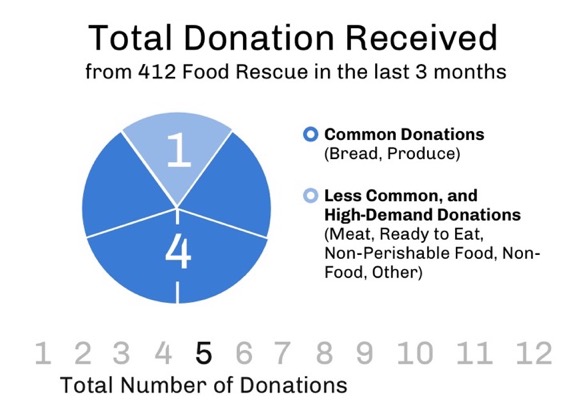 Total Donation Received
from 412 Food Rescue in the last 3 months
1
4
Common Donations
(Bread, Produce)
Less Common, and
High-Demand Donations
(Meat, Ready to Eat,
Non-Perishable Food, Non-
Food, Other)
1 2 3 4 5 6 7 8 9 10 11 12
Total Number of Donations